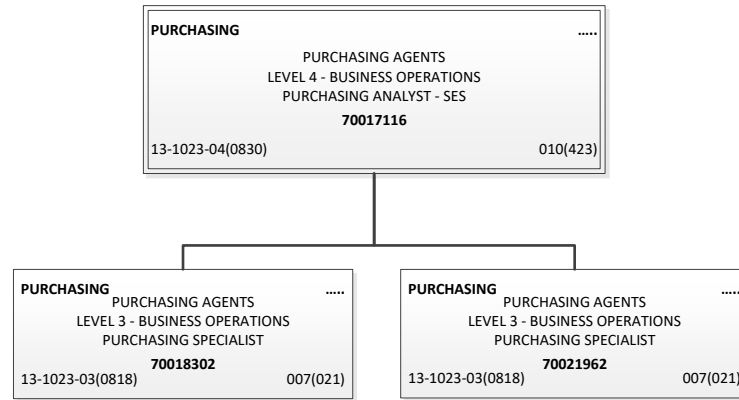 PURCHASING .....
PURCHASING AGENTS
LEVEL 4 - BUSINESS OPERATIONS
PURCHASING ANALYST - SES
70017116
13-1023-04(0830) 010(423)
PURCHASING .....
PURCHASING AGENTS
LEVEL 3 - BUSINESS OPERATIONS
PURCHASING SPECIALIST
70018302
13-1023-03(0818) 007(021)
PURCHASING .....
PURCHASING AGENTS
LEVEL 3 - BUSINESS OPERATIONS
PURCHASING SPECIALIST
70021962
13-1023-03(0818) 007(021)